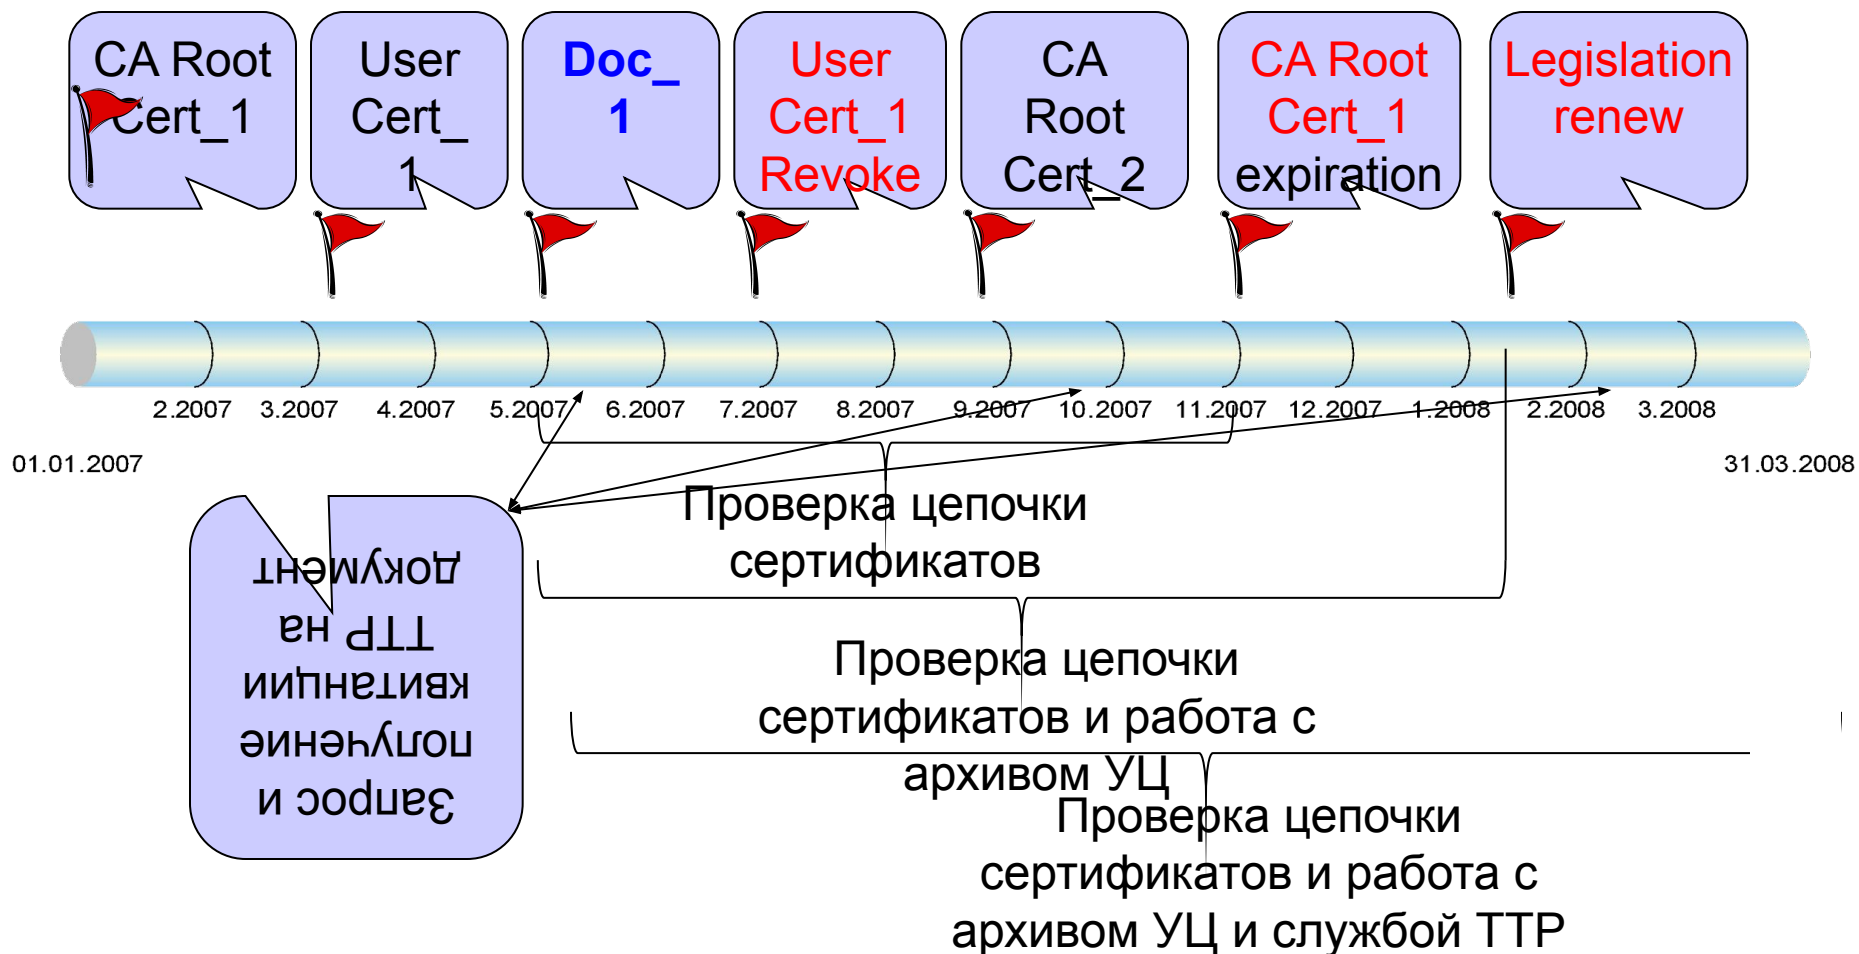 CA Root
Cert_1
User
Cert_
1
Doc_
1
User
Cert_1
Revoke
CA
Root
Cert_2
CA Root
Cert_1
expiration
Legislation
renew
2.2007 3.2007 4.2007 5.2007 6.2007 7.2007 8.2007 9.2007 10.2007 11.2007 12.2007 1.2008 2.2008 3.2008
01.01.2007 31.03.2008
Проверка цепочки
сертификатов
Запрос и
получение
квитанции
ТТР на
документ
Проверка цепочки
сертификатов и работа с
архивом УЦ
Проверка цепочки
сертификатов и работа с
архивом УЦ и службой ТТР